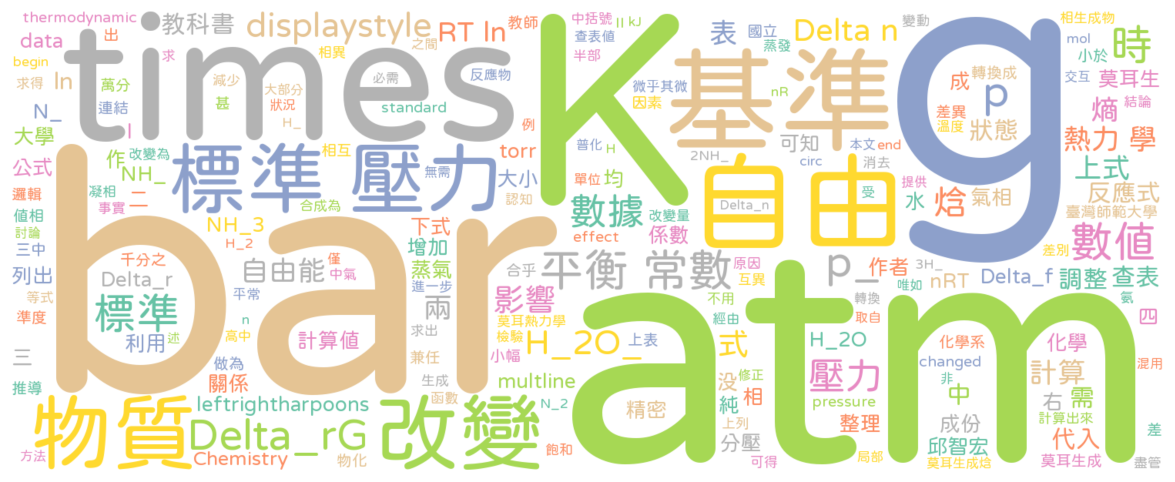 thermodynamic
教科書
displaystyle
RT ln
教師
中括號
II
kJ
查表值
半部
表
國立
蒸發
Delta n
變動
相生成物
mol
小於
時
data
出
求
相異
之間
begin
求得
ln
萬分
減少
大部分
必需
反應物
times
K
g
基準
微乎其微
因素
nR
成
轉換成
交互
莫耳生
結論
N_
連結
甚
狀況
H_
standard
例
p
差異
溫度
狀態
熵
大學
l
作
改變為
相互
torr
普化
H
可知
2NH_
circ
本文
end
消去
熱力 學
公式
NH_
二
標準 壓力
無需
大小
認知
單位
均
自由
Delta_n
提供
受
水
焓
氣相
上式
反應式
臺灣師範大學
邏輯
凝相
事實
值相
討論
合成為
NH_3
H_2
下式
增加
effect
數據
改變量
係數
數值
差別
三中
千分之
列出
Delta_r
自由能
僅
中氣
蒸氣
進一步
合乎
平衡 常數
原因
互異
p_
作者
3H_
唯如
nRT
Delta_f
調整
查表
氨
等式
準度
標準
平常
兩
影響
不用
轉換
取自
經由
四
bar
atm
n
高中
利用
述
計算值
求出
莫耳熱力學
檢驗
H_2O_
上表
式
H_2O
化學系
化學
混用
三
做為
關係
兼任
小幅
沒
修正
相
壓力
changed
非
中
計算
推導
leftrightharpoons
生成
函數
multline
N_2
精密
純
pressure
成份
右
需
計算出來
物質
Delta _rG
改變
上列
分壓
整理
邱智宏
代入
差
方法
Chemistry
物化
飽和
可得
局部
莫耳生成焓
莫耳生成
儘管